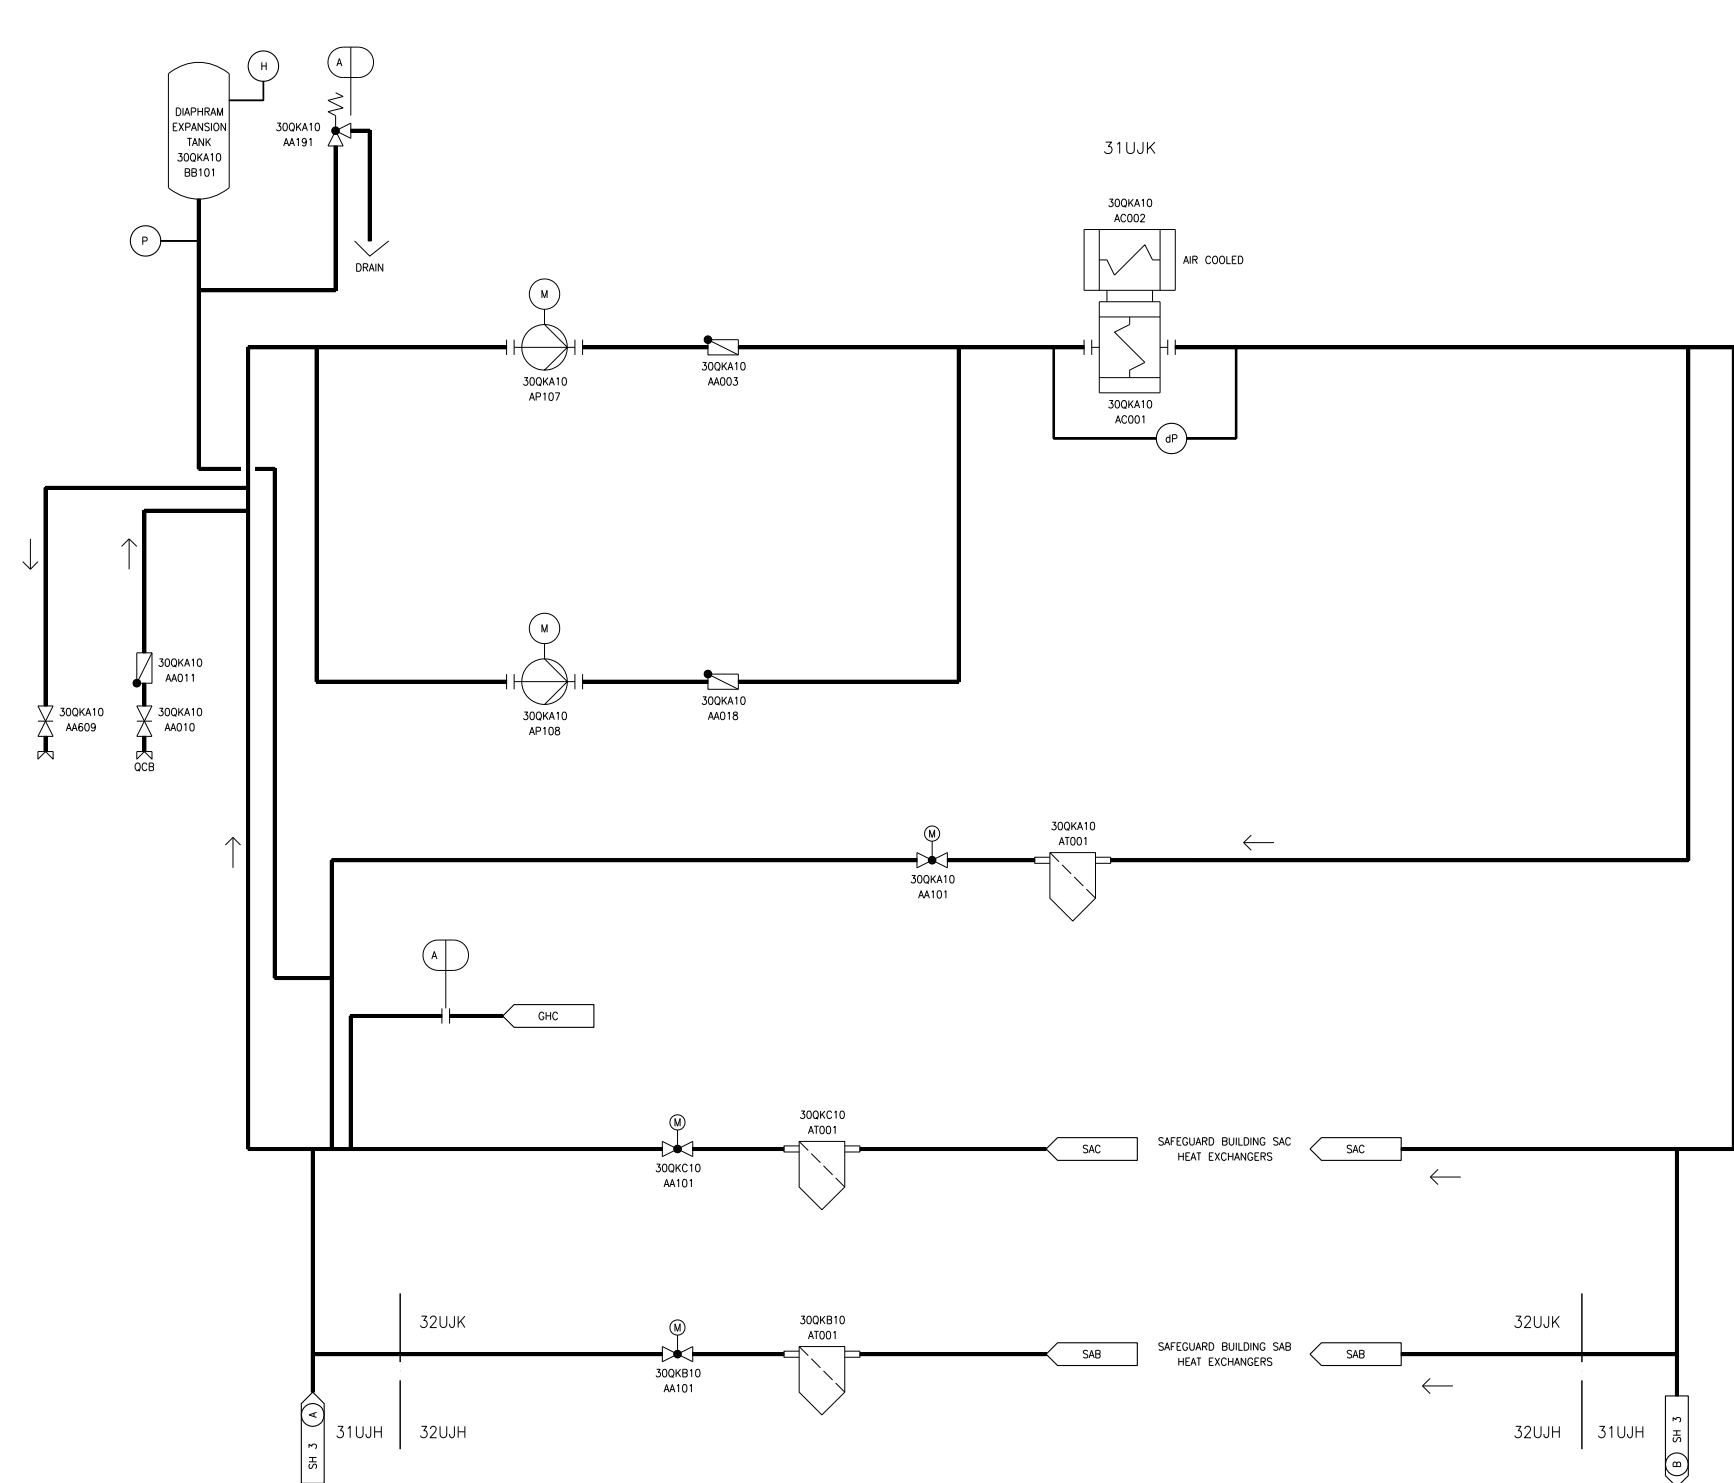 H
A
DIAPHRAM
EXPANSION
TANK
30QKA10
BB101
30QKA10
AA191
P
DRAIN
31UJK
30QKA10
AC002
AIR COOLED
M
30QKA10
AP107
30QKA10
AA003
30QKA10
AC001
dP
M
30QKA10
AP108
30QKA10
AA018
30QKA10
AA011
30QKA10
AA609
30QKA10
AA010
QCB
M
30QKA10
AA101
30QKA10
AT001
A
GHC
M
30QKC10
AA101
30QKC10
AT001
SAC
SAFEGUARD BUILDING SAC
HEAT EXCHANGERS
SAC
32UJK
M
30QKB10
AA101
30QKB10
AT001
SAB
SAFEGUARD BUILDING SAB
HEAT EXCHANGERS
SAB
32UJK
A
SH 3
31UJH
32UJH
32UJH
31UJH
SH 3
B